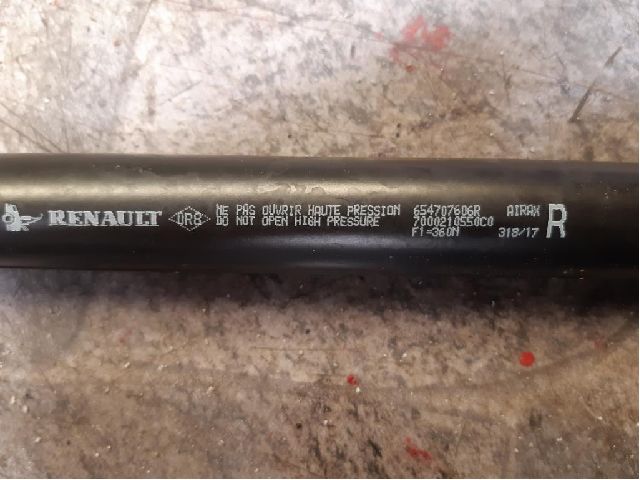 RENAULT
NE PAS OUVRIR HAUTE PRESSION
DO NOT OPEN HIGH PRESSURE
654707606R AIRAX
7000210550C0
F1=360N 318/17
R